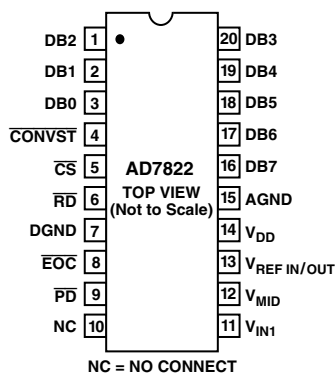 DB2 1 20 DB3
DB1 2 19 DB4
DB0 3 18 DB5
CONVST 4 17 DB6
CS 5 AD7822 16 DB7
RD 6 TOP VIEW 15 AGND
DGND 7 (Not to Scale) 14 VDD
EOC 8 13 VREF IN/OUT
PD 9 12 VMID
NC 10 11 VIN1
NC = NO CONNECT